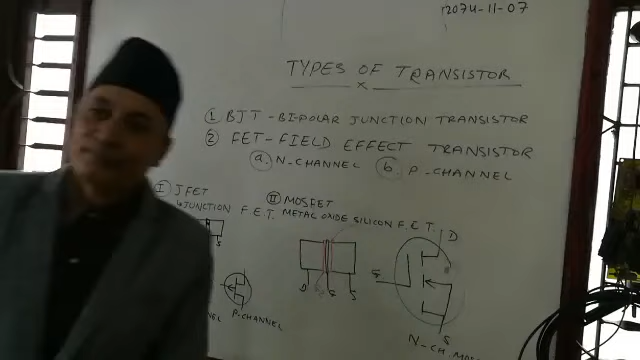 2074-11-07
TYPES OF TRANSISTOR
① BJT - BI-POLAR JUNCTION TRANSISTOR
② FET - FIELD EFFECT TRANSISTOR
ⓐ N-CHANNEL ⓑ P-CHANNEL
Ⓘ JFET
JUNCTION F.E.T.
Ⓘ MOSFET
METAL OXIDE SILICON F.E.T.
S
D
S
D
S
P-CHANNEL
N-CH.